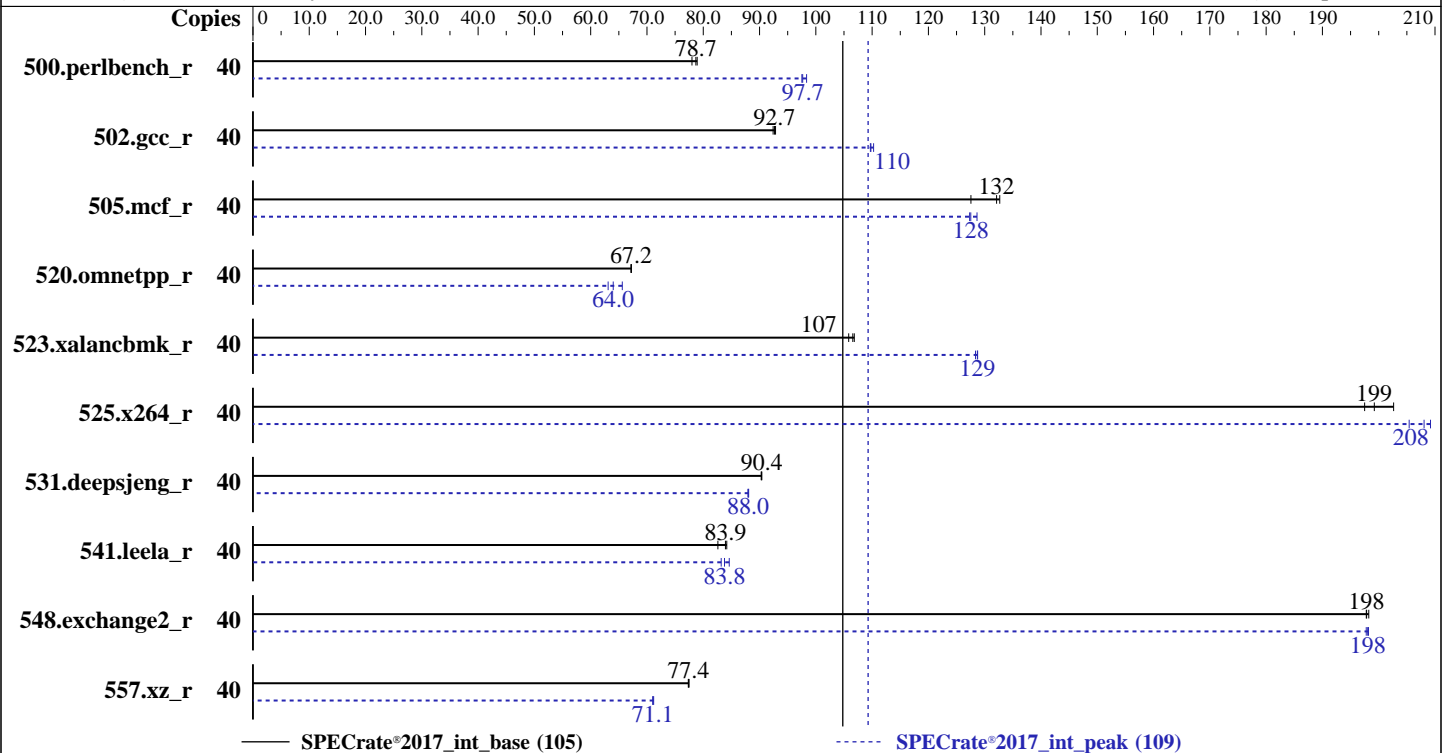 Copies 0 10.0 20.0 30.0 40.0 50.0 60.0 70.0 80.0 90.0 100 110 120 130 140 150 160 170 180 190 210
500.perlbench_r 40 78.7
97.7
502.gcc_r 40 92.7
110
505.mcf_r 40 132
128
520.omnetpp_r 40 67.2
64.0
523.xalancbmk_r 40 107
129
525.x264_r 40 199
208
531.deepsjeng_r 40 90.4
88.0
541.leela_r 40 83.9
83.8
548.exchange2_r 40 198
198
557.xz_r 40 77.4
71.1
SPECrate®2017_int_base (105) SPECrate®2017_int_peak (109)